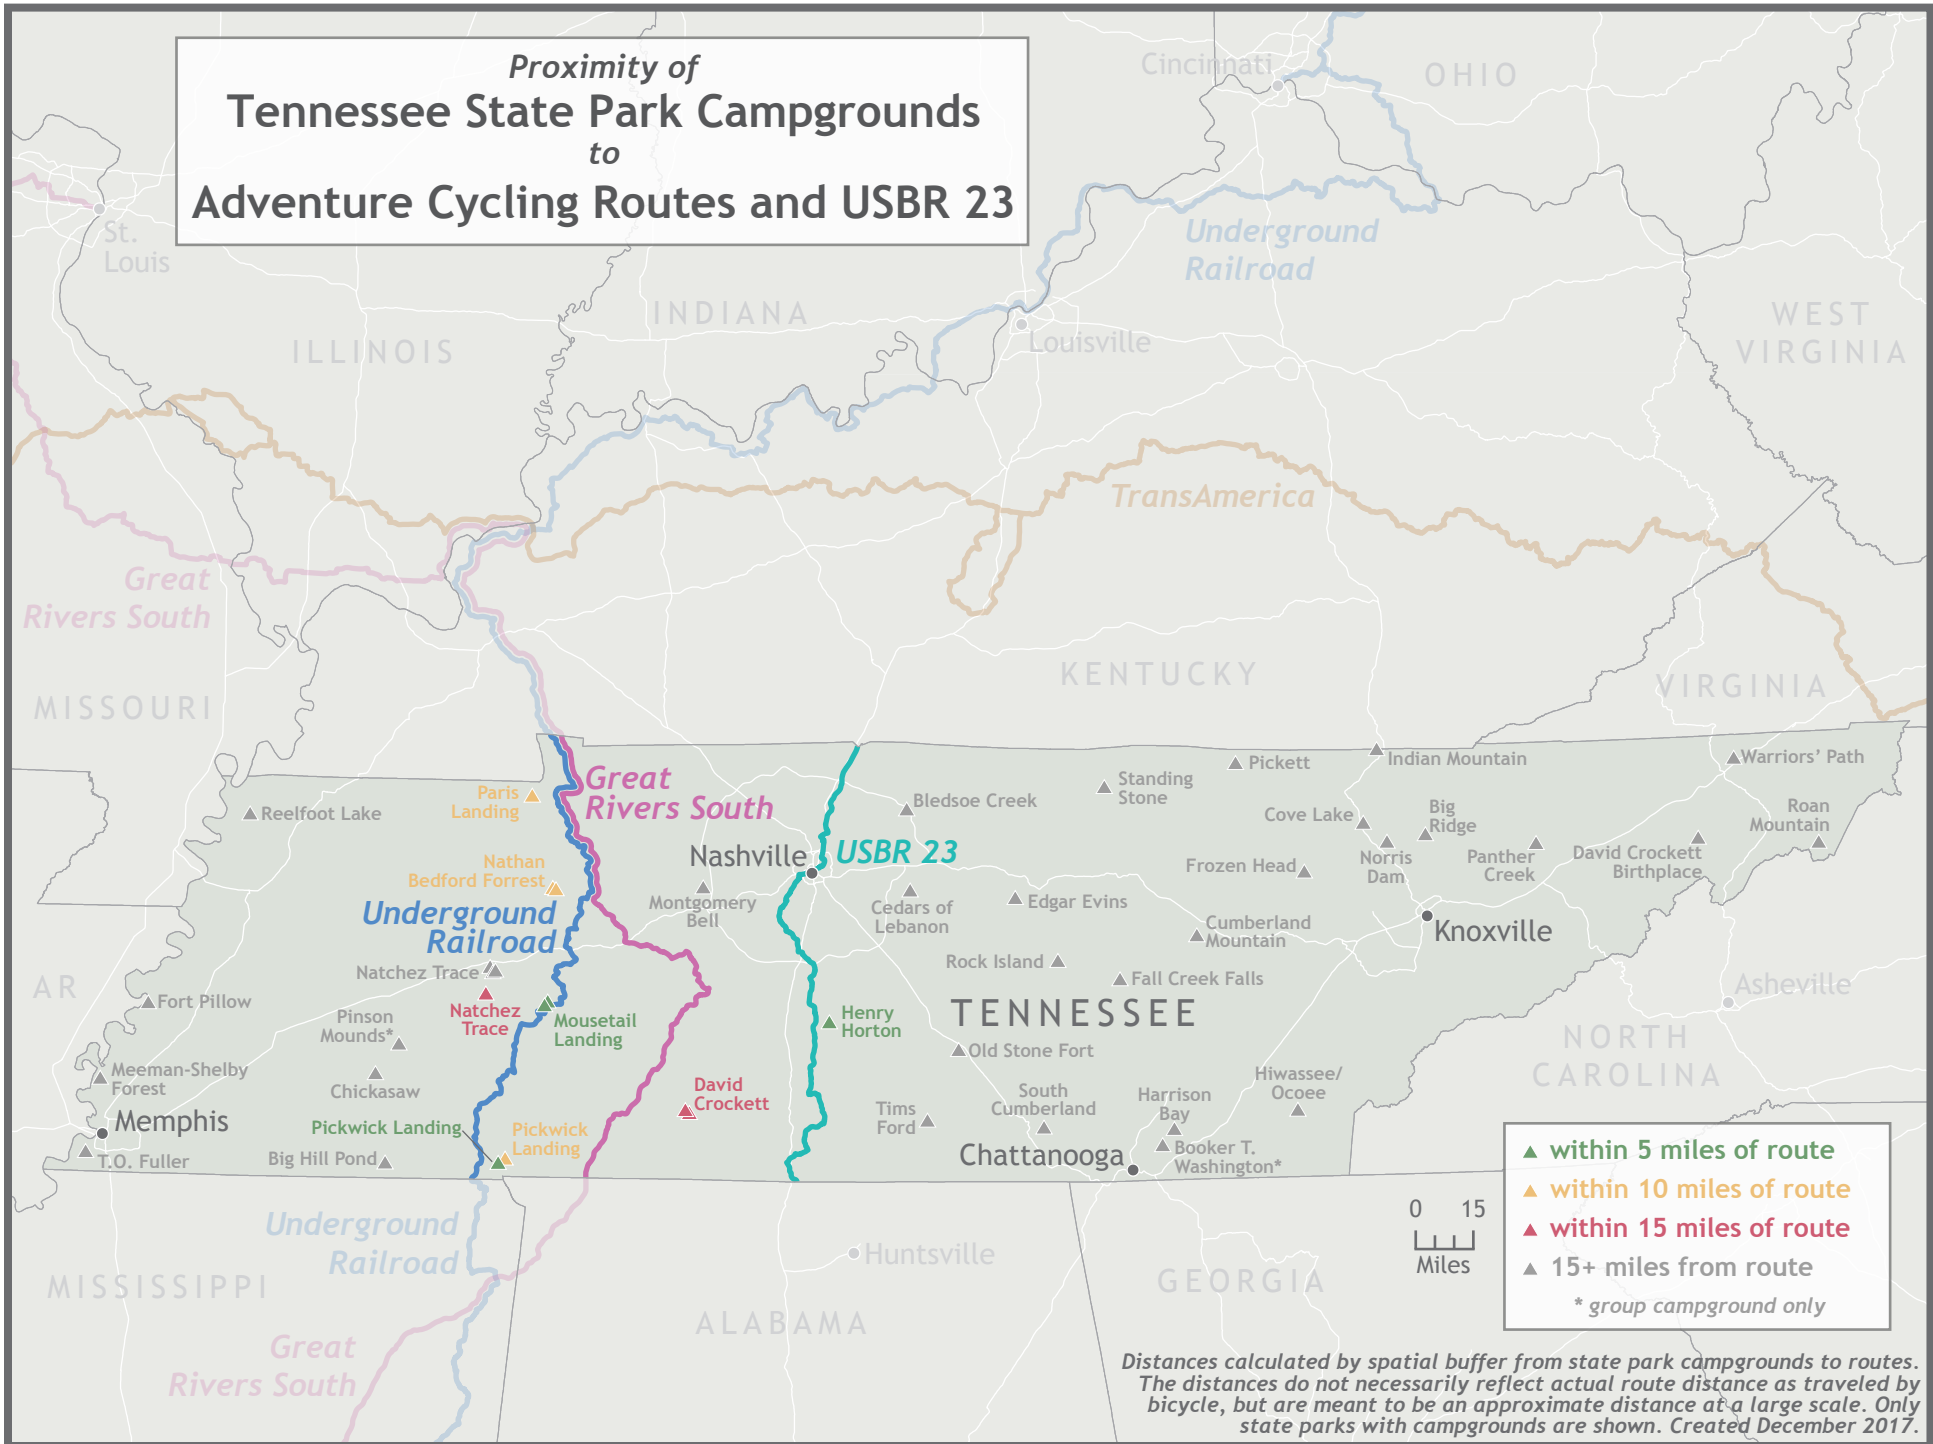 Proximity of
Tennessee State Park Campgrounds
to
Adventure Cycling Routes and USBR 23
Cincinnati
OHIO
St.
Louis
Underground
Railroad
INDIANA
ILLINOIS
Louisville
WEST
VIRGINIA
TransAmerica
Great
Rivers South
KENTUCKY
VIRGINIA
MISSOURI
Great
Rivers South
Paris
Landing
Reelfoot Lake
Nathan
Bedford Forrest
Underground
Railroad
Nashville
USBR 23
Montgomery
Bell
Bledsoe Creek
Standing
Stone
Pickett
Indian Mountain
Warriors' Path
Cove Lake
Big
Ridge
Roan
Mountain
Norris
Dam
Panther
Creek
David Crockett
Birthplace
Frozen Head
Cedars of
Lebanon
Edgar Evins
Cumberland
Mountain
Knoxville
Rock Island
Fall Creek Falls
AR
Natchez Trace
Natchez
Trace
Fort Pillow
Pinson
Mounds*
Mousetail
Landing
Henry
Horton
TENNESSEE
Asheville
NORTH
CAROLINA
Old Stone Fort
Meeman-Shelby
Forest
Chickasaw
Memphis
T.O. Fuller
Big Hill Pond
Pickwick Landing
Pickwick
Landing
David
Crockett
Tims
Ford
South
Cumberland
Harrison
Bay
Hiwassee/
Ocoee
Chattanooga
Booker T.
Washington*
within 5 miles of route
within 10 miles of route
within 15 miles of route
15+ miles from route
* group campground only
0 15
Miles
Underground
Railroad
Huntsville
MISSISSIPPI
ALABAMA
GEORGIA
Great
Rivers South
Distances calculated by spatial buffer from state park campgrounds to routes.
The distances do not necessarily reflect actual route distance as traveled by
bicycle, but are meant to be an approximate distance at a large scale. Only
state parks with campgrounds are shown. Created December 2017.